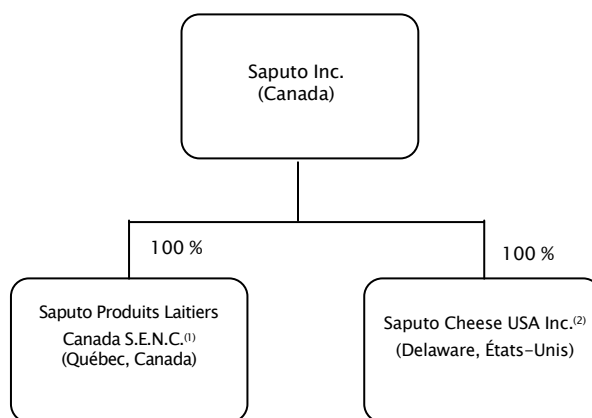 Saputo Inc.
(Canada)
100 %
100 %
Saputo Produits Laitiers
Canada S.E.N.C.(1)
(Québec, Canada)
Saputo Cheese USA Inc.(2)
(Delaware, États-Unis)